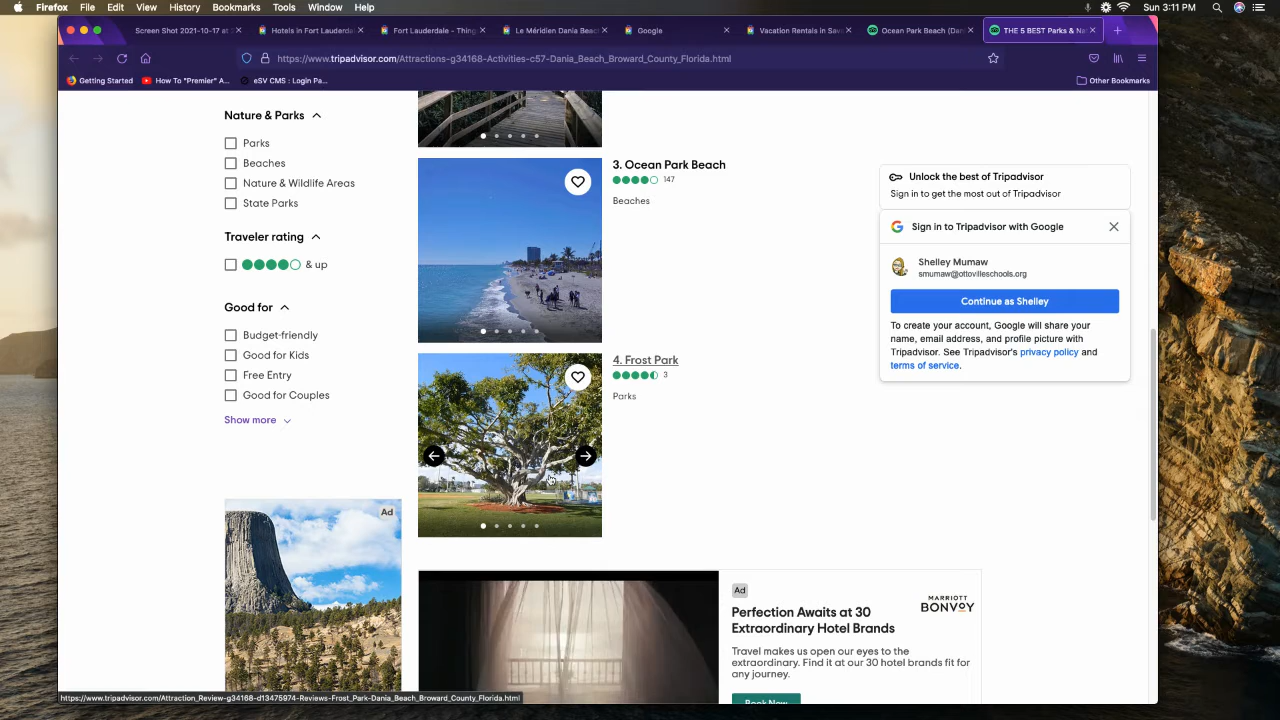 Firefox File Edit View History Bookmarks Tools Window Help
11:31 Sun PM
Screen Shot 2021-10-17 at
Hotels in Fort Lauderda
Fort Lauderdale - Thing
Le Méridien Dania Beac
Google
Vacation Rentals in Sav
Ocean Park Beach (Dan
THE 5 BEST Parks & Na
https://www.tripadvisor.com/Attractions-g34168-Activities-c57-Dania_Beach_Broward_County_Florida.html
Getting Started
How To "Premier" A...
eSV CMS : Login Pa...
Other Bookmarks
Nature & Parks
Parks
Beaches
Nature & Wildlife Areas
State Parks
Traveler rating
& up
Good for
Budget-friendly
Good for Kids
Free Entry
Good for Couples
Show more
Ad
3. Ocean Park Beach
147
Beaches
4. Frost Park
3
Parks
Unlock the best of Tripadvisor
Sign in to get the most out of Tripadvisor
Sign in to Tripadvisor with Google
Shelley Mumaw
smumaw@ottovilleschools.org
Continue as Shelley
To create your account, Google will share your
name, email address, and profile picture with
Tripadvisor. See Tripadvisor's privacy policy and
terms of service.
Ad
MARRIOTT
BONVOY
Perfection Awaits at 30
Extraordinary Hotel Brands
Travel makes us open our eyes to the
extraordinary. Find it at our 30 hotel brands fit for
any journey.
Book Now
https://www.tripadvisor.com/Attraction_Review-g34168-d13475974-Reviews-Frost_Park-Dania_Beach_Broward_County_Florida.html